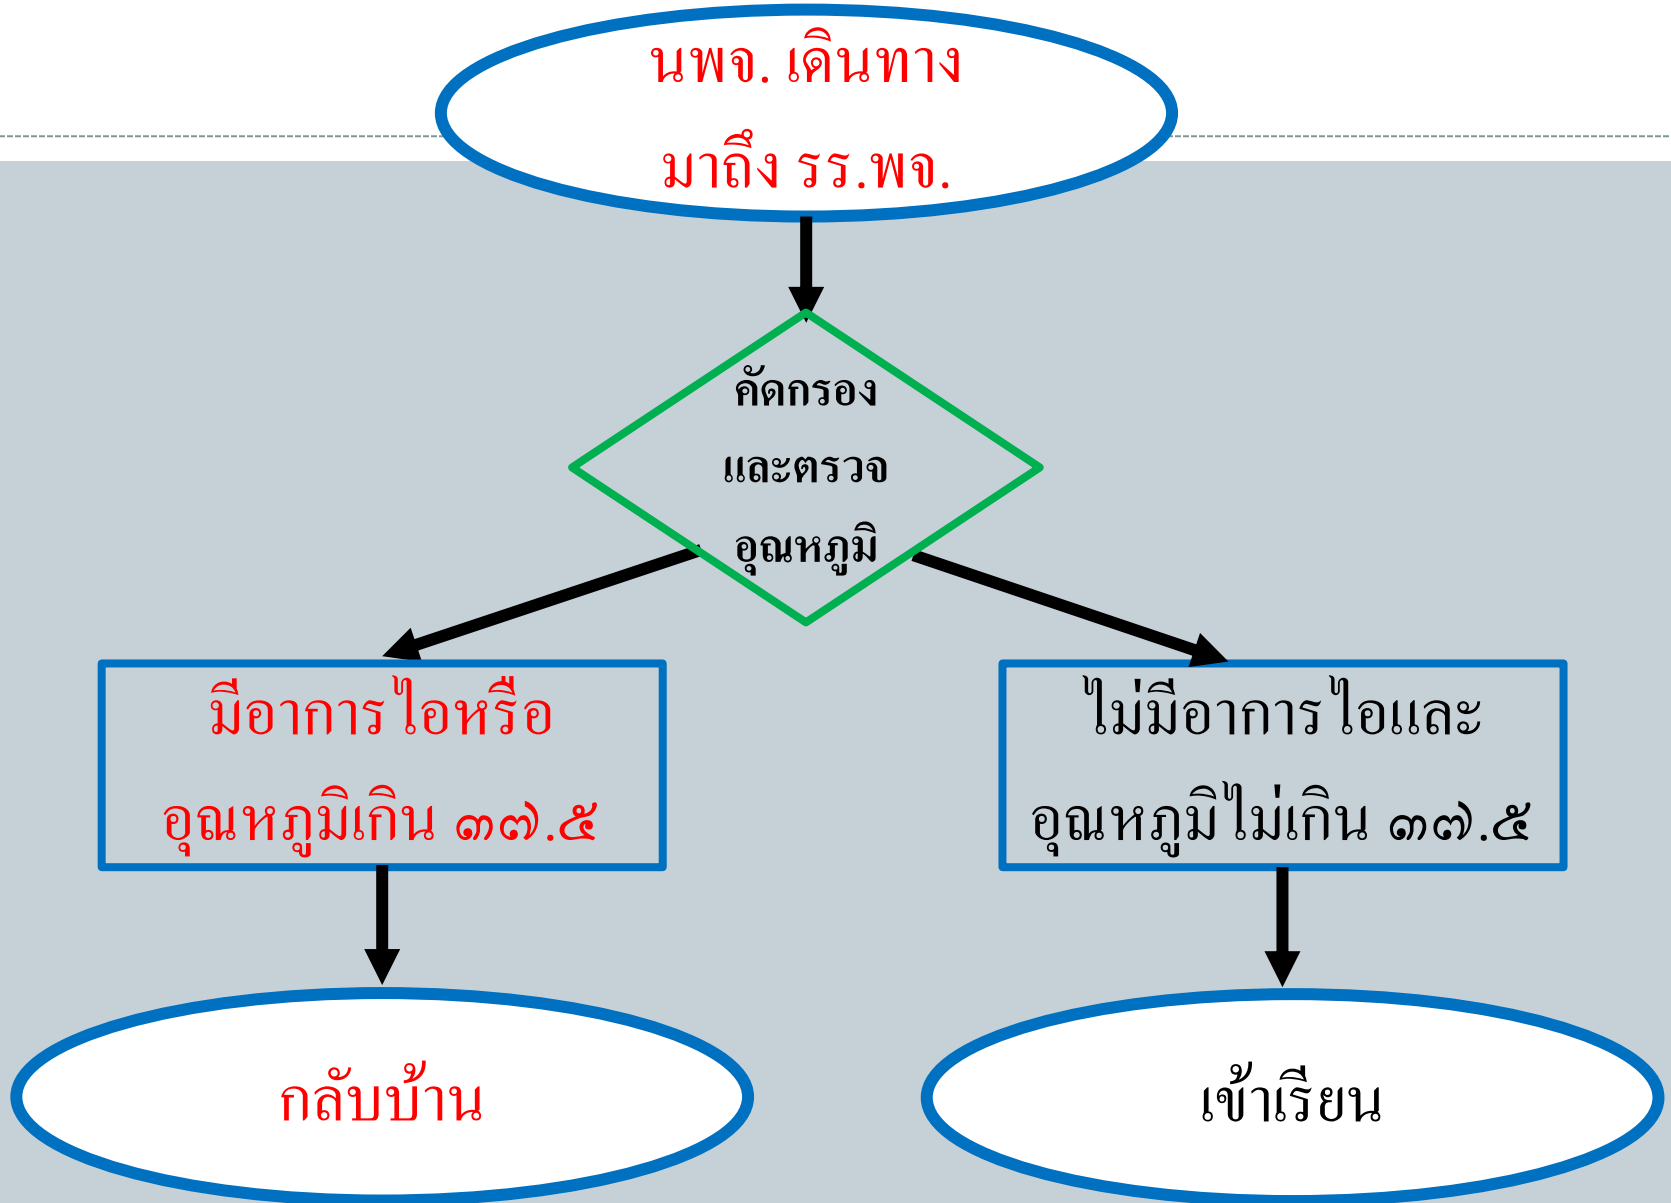 นพจ. เดินทาง
มาถึง รร.พจ.
คัดกรอง
และตรวจ
อุณหภูมิ
มีอาการไอหรือ
อุณหภูมิเกิน ๓๗.๕
ไม่มีอาการไอและ
อุณหภูมิไม่เกิน ๓๗.๕
กลับบ้าน
เข้าเรียน